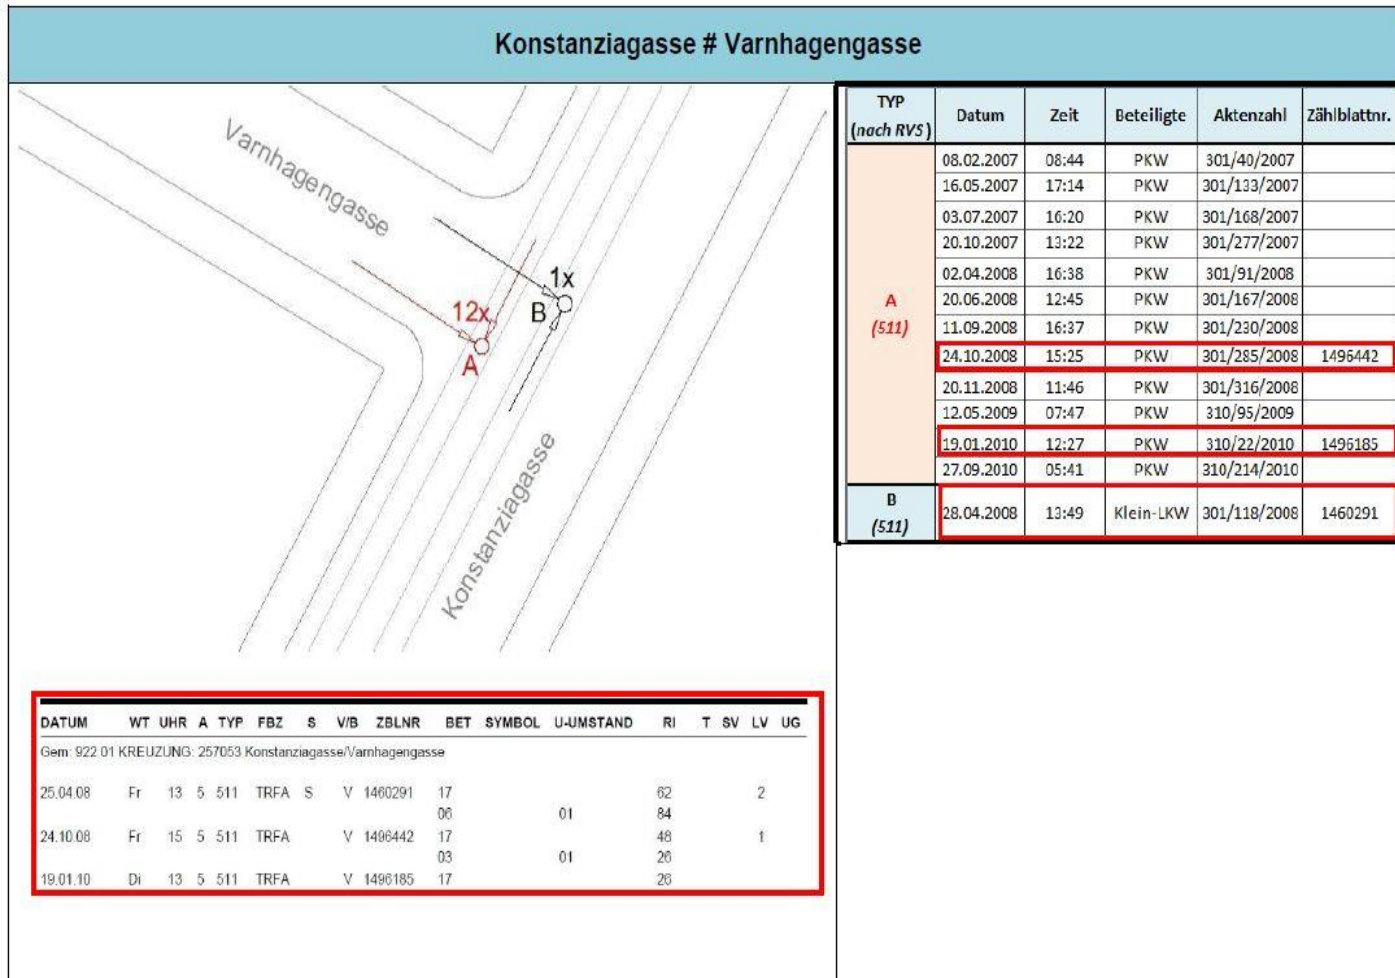 Konstanziagasse # Varnhagengasse
Varnhagengasse
1x
12x
B
A
Konstanziagasse
TYP (nach RVS) Datum Zeit Beteiligte Aktenzahl Zählblattnr.
A (511)
08.02.2007 08:44 PKW 301/40/2007
16.05.2007 17:14 PKW 301/133/2007
03.07.2007 16:20 PKW 301/168/2007
20.10.2007 13:22 PKW 301/277/2007
02.04.2008 16:38 PKW 301/91/2008
20.06.2008 12:45 PKW 301/167/2008
11.09.2008 16:37 PKW 301/230/2008
24.10.2008 15:25 PKW 301/285/2008 1496442
20.11.2008 11:46 PKW 301/316/2008
12.05.2009 07:47 PKW 310/95/2009
19.01.2010 12:27 PKW 310/22/2010 1496185
27.09.2010 05:41 PKW 310/214/2010
B (511) 28.04.2008 13:49 Klein-LKW 301/118/2008 1460291
DATUM WT UHR A TYP FBZ S V/B ZBLNR BET SYMBOL U-UMSTAND RI T SV LV UG
Gem: 922 01 KREUZUNG: 257053 Konstanziagasse/Varnhagengasse
25.04.08 Fr 13 5 511 TRFA S V 1460291 17 62 2
06 01 84
24.10.08 Fr 15 5 511 TRFA V 1496442 17 48 1
03 01 26
19.01.10 Di 13 5 511 TRFA V 1496185 17 26